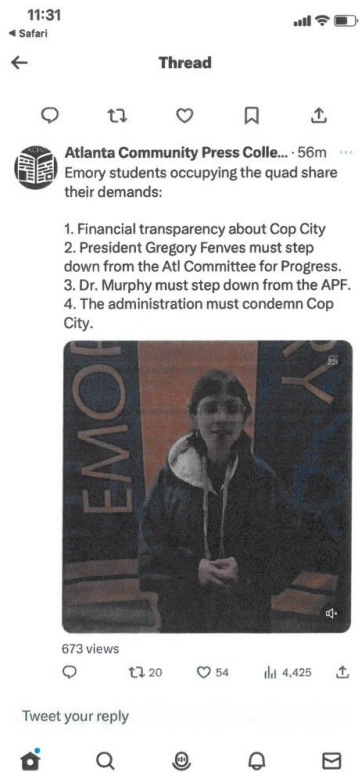 11:31
◄ Safari
Thread
Atlanta Community Press Colle... · 56m
Emory students occupying the quad share
their demands:
1. Financial transparency about Cop City
2. President Gregory Fenves must step
down from the Atl Committee for Progress.
3. Dr. Murphy must step down from the APF.
4. The administration must condemn Cop
City.
EMO
RY
673 views
20
54
4,425
Tweet your reply